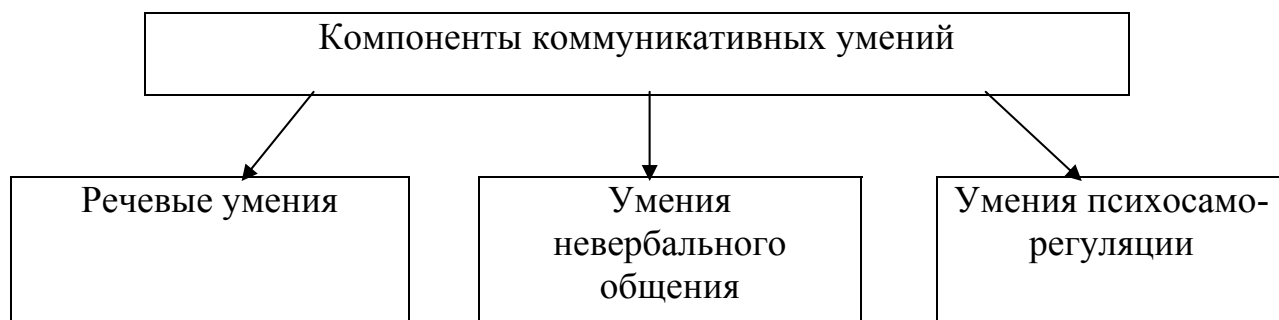 Компоненты коммуникативных умений
Речевые умения
Умения
невербального
общения
Умения психосамо-
регуляции